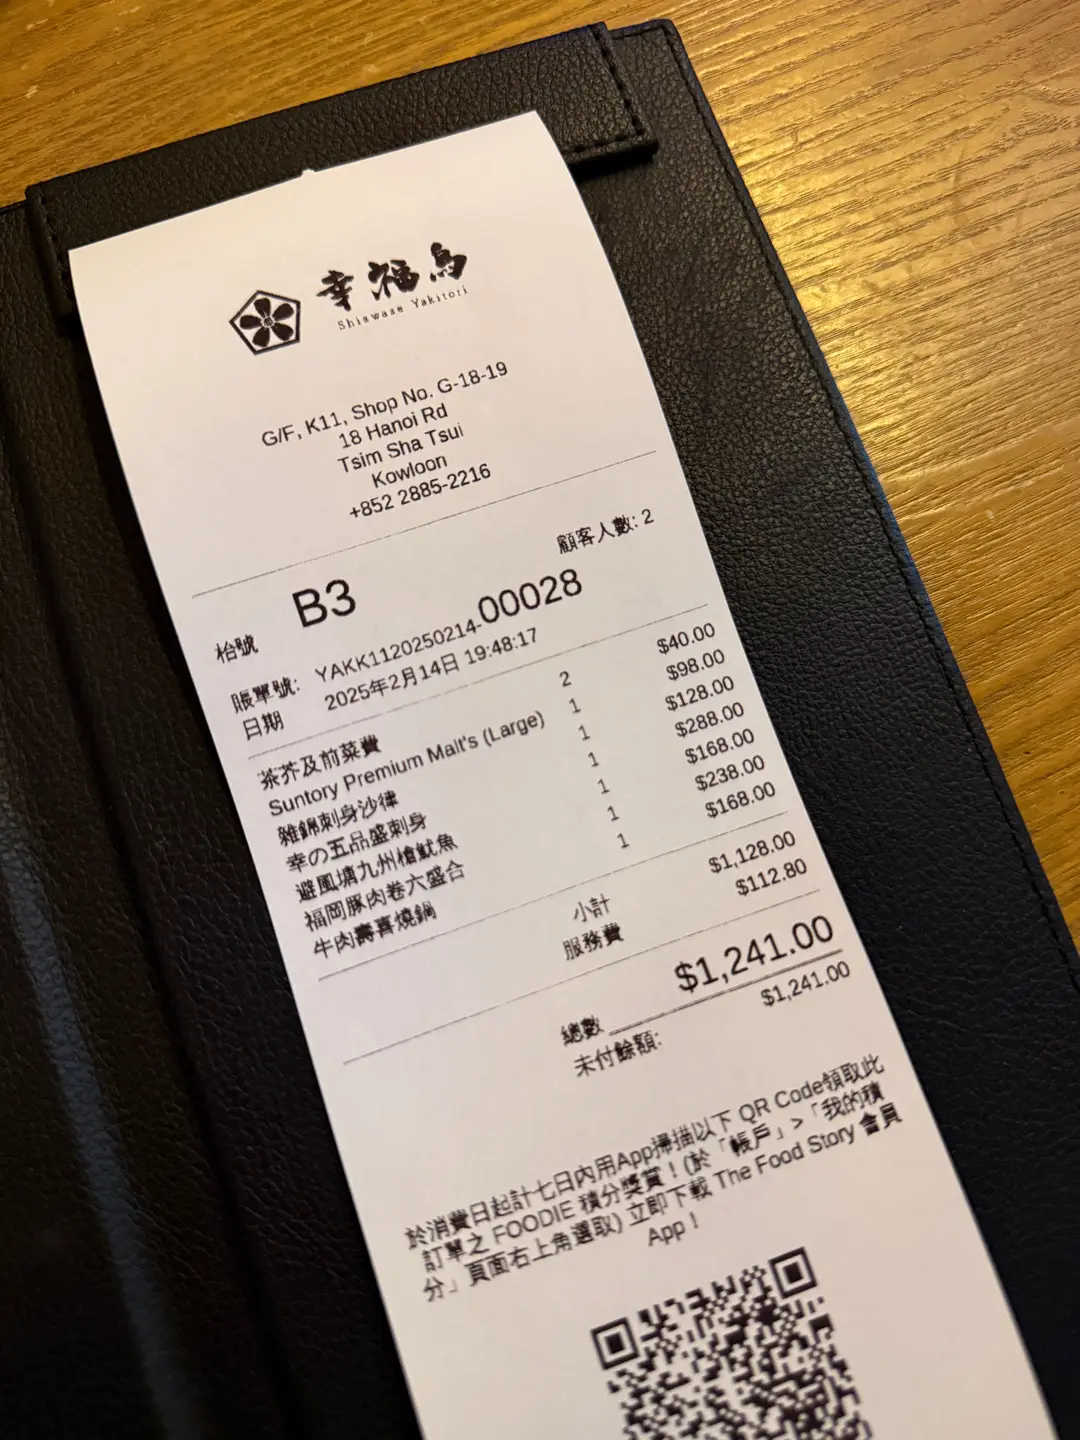 幸福鳥
Shiawase Yakitori
G/F, K11, Shop No. G-18-19
18 Hanoi Rd
Tsim Sha Tsui
Kowloon
+852 2885-2216
顧客人數: 2
枱號 B3
賬單號: YAKK1120250214-00028
日期 2025年2月14日 19:48:17
茶芥及前菜費 2 $40.00
Suntory Premium Malt's (Large) 1 $98.00
雜錦刺身沙律 1 $128.00
幸の五品盛刺身 1 $288.00
避風塘九州槍魷魚 1 $168.00
福岡豚肉卷六盛合 1 $238.00
牛肉壽喜燒鍋 1 $168.00
小計 $1,128.00
服務費 $112.80
總數 $1,241.00
未付餘額: $1,241.00
於消費日起計七日內用App掃描以下 QR Code領取此
訂單之 FOODIE 積分獎賞！(於「帳戶」>「我的積
分」頁面右上角選取) 立即下載 The Food Story 會員
App！